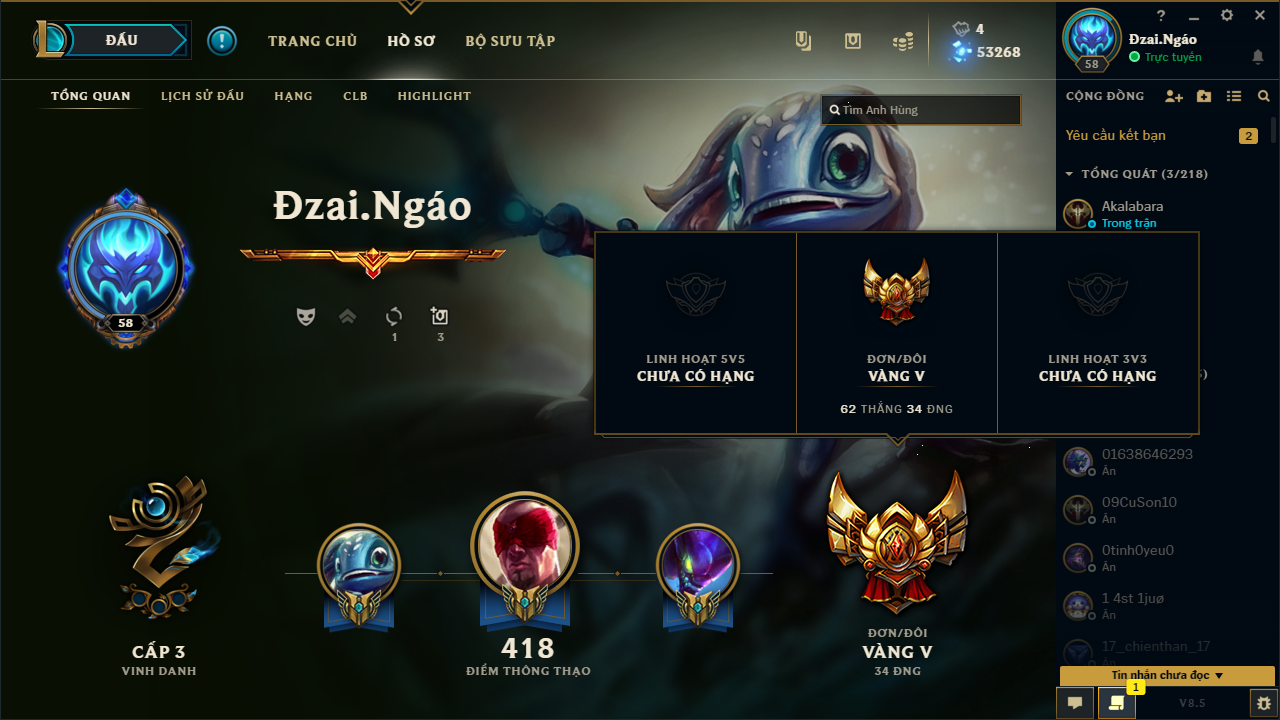 ĐẤU
TRANG CHỦ
HỒ SƠ
BỘ SƯU TẬP
4
53268
?
Đzai.Ngáo
Trực tuyến
58
TỔNG QUAN
LỊCH SỬ ĐẤU
HẠNG
CLB
HIGHLIGHT
Tìm Anh Hùng
CỘNG ĐỒNG
Yêu cầu kết bạn
2
TỔNG QUÁT (3/218)
Akalabara
Trong trận
Đzai.Ngáo
58
1
3
LINH HOẠT 5V5
CHƯA CÓ HẠNG
ĐƠN/ĐÔI
VÀNG V
62 THẮNG 34 ĐNG
LINH HOẠT 3V3
CHƯA CÓ HẠNG
01638646293
Ẩn
09CuSon10
Ẩn
0tinh0yeu0
Ẩn
1 4st 1juø
Ẩn
17_chienthan_17
Ẩn
CẤP 3
VINH DANH
418
ĐIỂM THÔNG THẠO
ĐƠN/ĐÔI
VÀNG V
34 ĐNG
Tin nhắn chưa đọc
1
V8.5